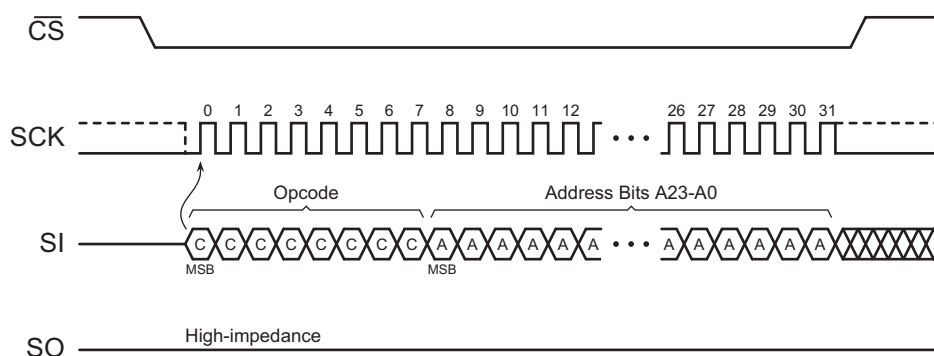 CS
0 1 2 3 4 5 6 7 8 9 10 11 12 26 27 28 29 30 31
SCK
Opcode Address Bits A23-A0
SI C C C C C C C C A A A A A A • • • A A A A A A
MSB MSB
High-impedance
SO